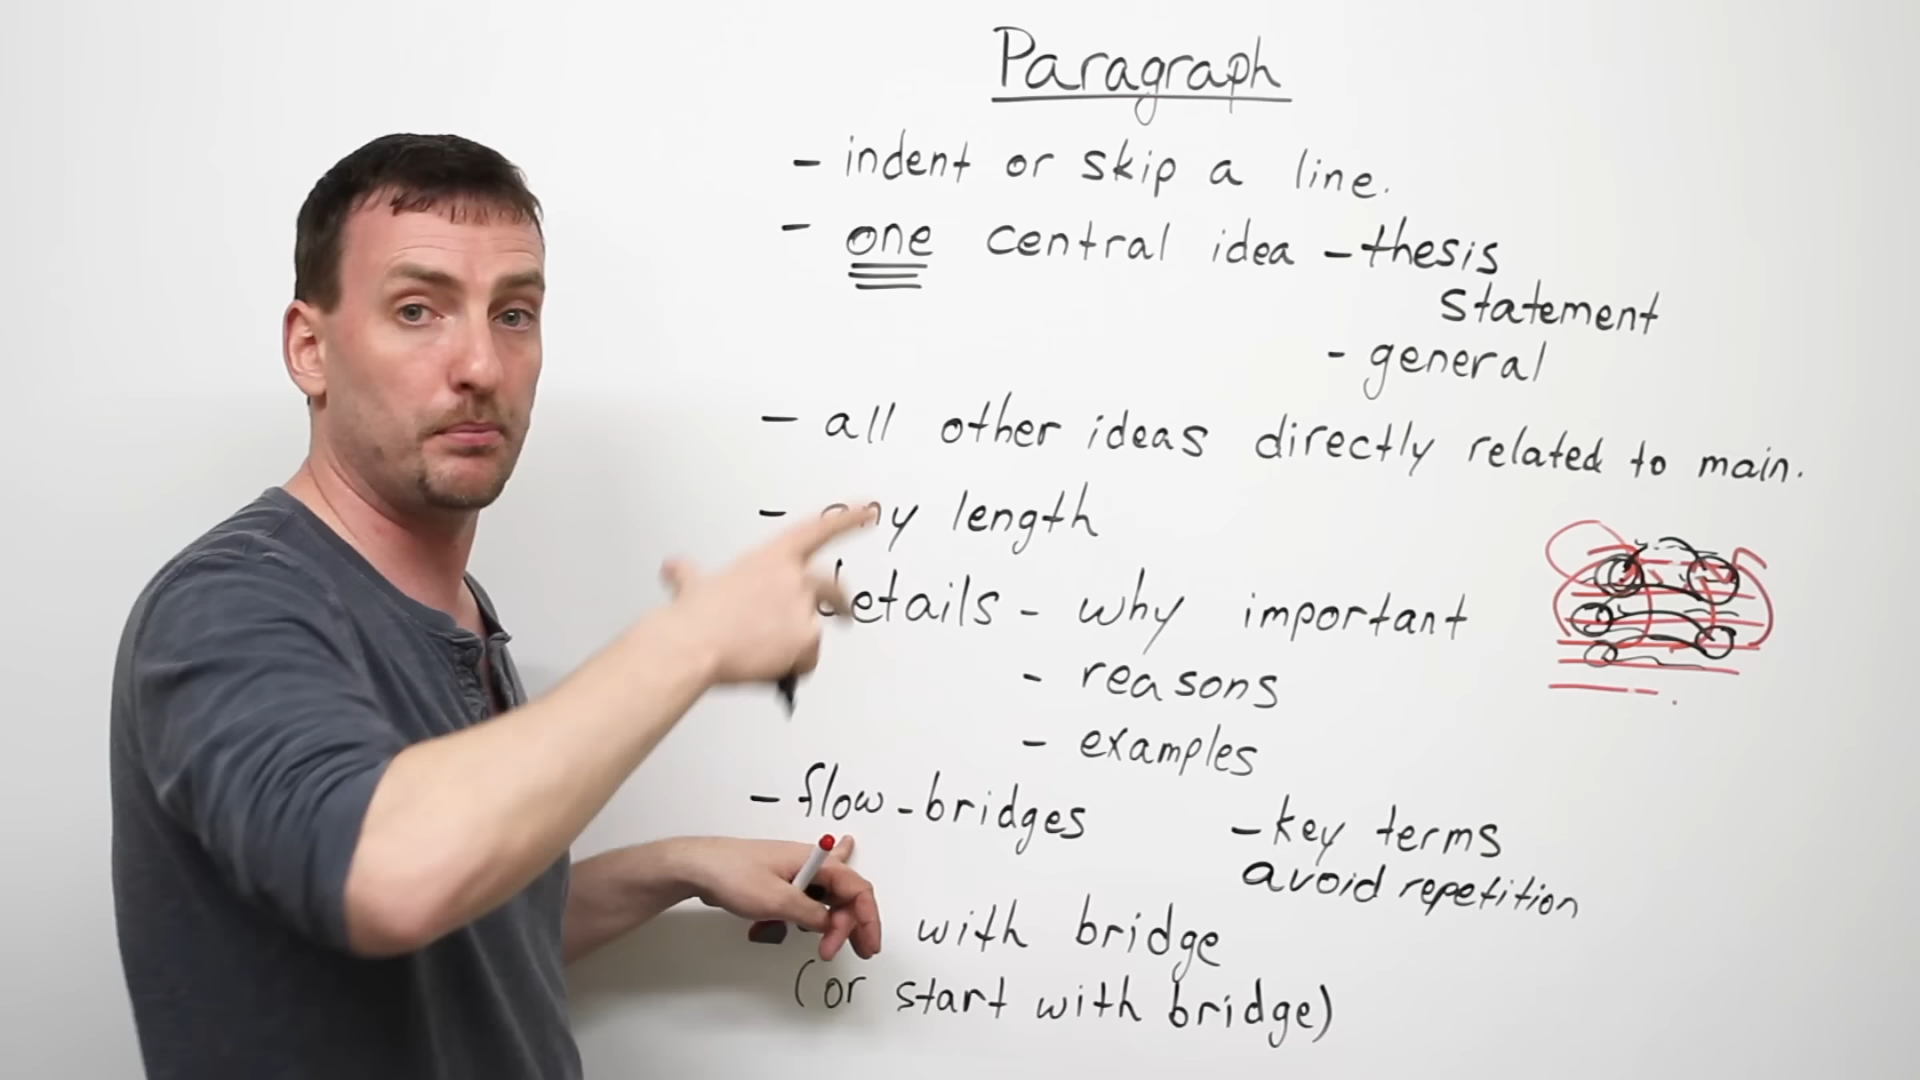 Paragraph
- indent or skip a line.
- one central idea - thesis
statement
- general
- all other ideas directly related to main.
- any length
details - why important
- reasons
- examples
- flow - bridges
- key terms
avoid repetition
with bridge
(or start with bridge)